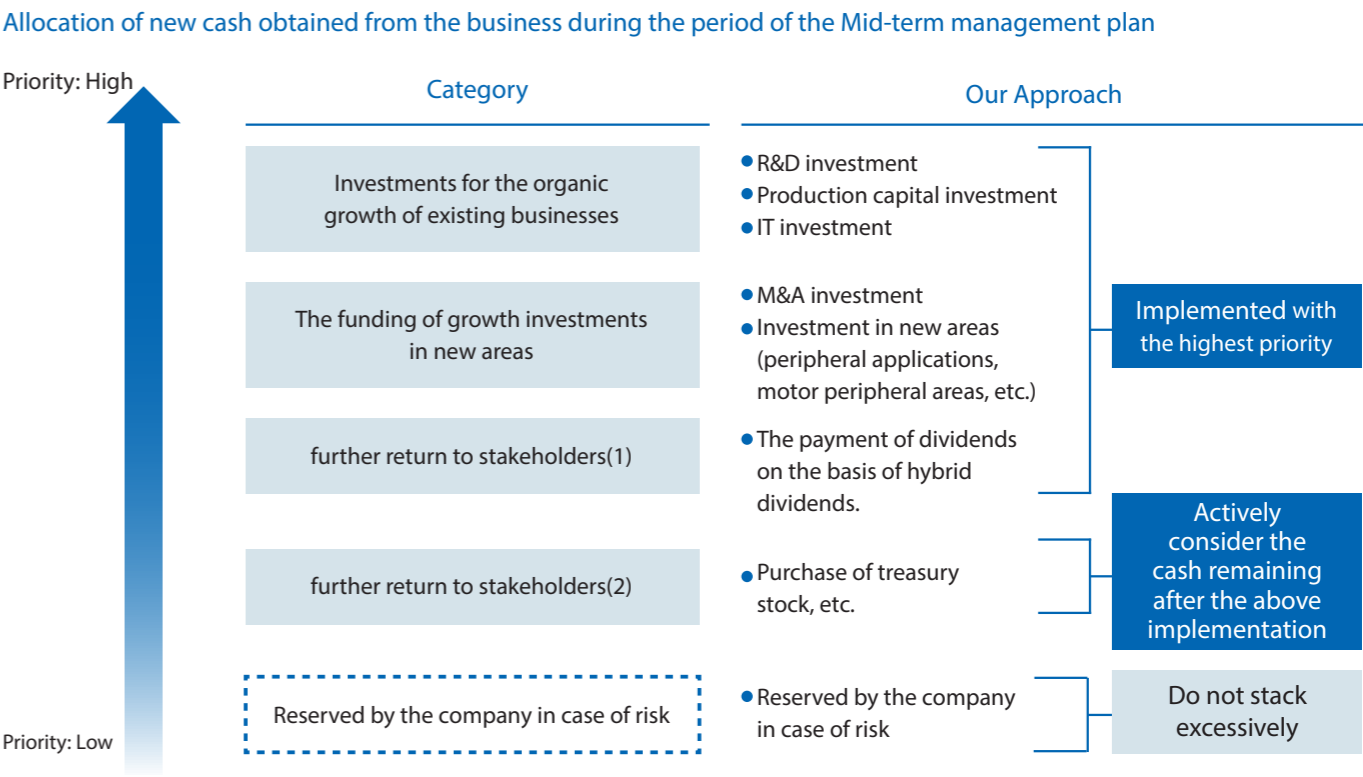 Allocation of new cash obtained from the business during the period of the Mid-term management plan
Priority: High
Category
Our Approach
Investments for the organic
growth of existing businesses
R&D investment
Production capital investment
IT investment
The funding of growth investments
in new areas
M&A investment
Investment in new areas
(peripheral applications,
motor peripheral areas, etc.)
Implemented with
the highest priority
further return to stakeholders(1)
The payment of dividends
on the basis of hybrid
dividends.
further return to stakeholders(2)
Purchase of treasury
stock, etc.
Actively
consider the
cash remaining
after the above
implementation
Reserved by the company in case of risk
Reserved by the company
in case of risk
Do not stack
excessively
Priority: Low